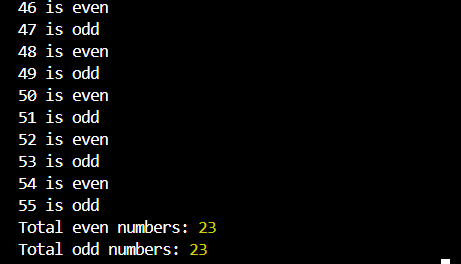 46 is even
47 is odd
48 is even
49 is odd
50 is even
51 is odd
52 is even
53 is odd
54 is even
55 is odd
Total even numbers: 23
Total odd numbers: 23